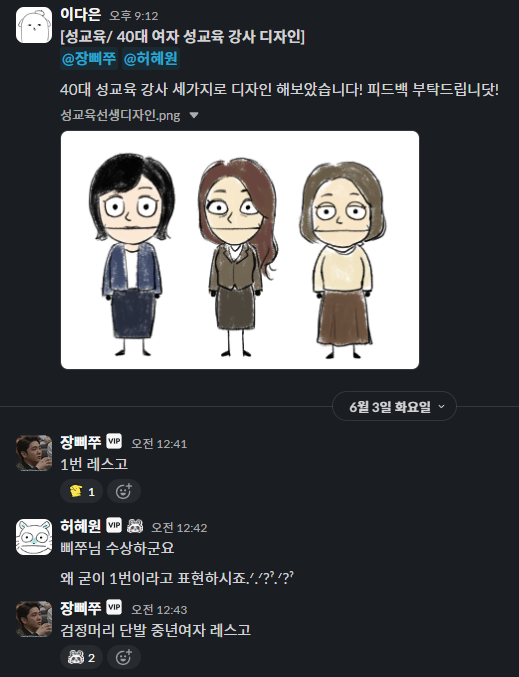 이다은 오후 9:12
[성교육/ 40대 여자 성교육 강사 디자인]
@장삐쭈 @허혜원
40대 성교육 강사 세가지로 디자인 해보았습니다! 피드백 부탁드립니닷!
성교육선생디자인.png
6월 3일 화요일
장삐쭈 VIP 오전 12:41
1번 레스고
1
허혜원 VIP 오전 12:42
삐쭈님 수상하군요
왜 굳이 1번이라고 표현하시죠.ᐟ.ᐟ?ˀ.ᐟ?ˀ
장삐쭈 VIP 오전 12:43
검정머리 단발 중년여자 레스고
2